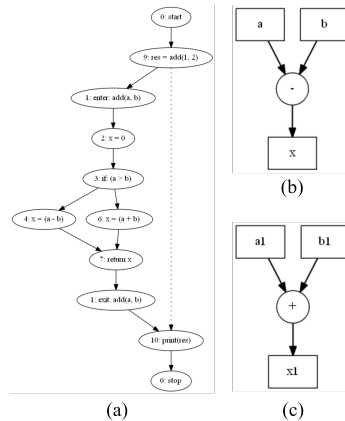 0: start
9: res = add(1, 2)
1: enter: add(a, b)
2: x = 0
3: if: (a > b)
4: x = (a - b)
6: x = (a + b)
7: return x
1: exit: add(a, b)
10: print(res)
0: stop
(a)
a b
-
x
(b)
a1 b1
+
x1
(c)